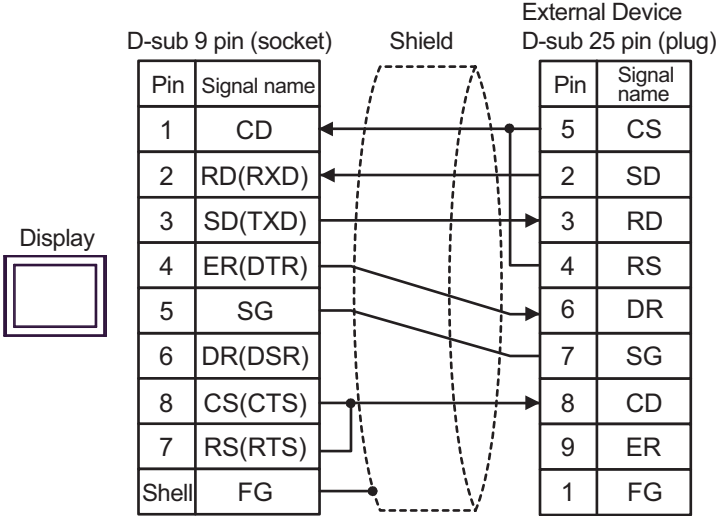 External Device
D-sub 9 pin (socket) Shield D-sub 25 pin (plug)
Pin Signal name Pin Signal
name
1 CD 5 CS
2 RD(RXD) 2 SD
3 SD(TXD) 3 RD
Display
4 ER(DTR) 4 RS
5 SG 6 DR
6 DR(DSR) 7 SG
8 CS(CTS) 8 CD
7 RS(RTS) 9 ER
Shell FG 1 FG